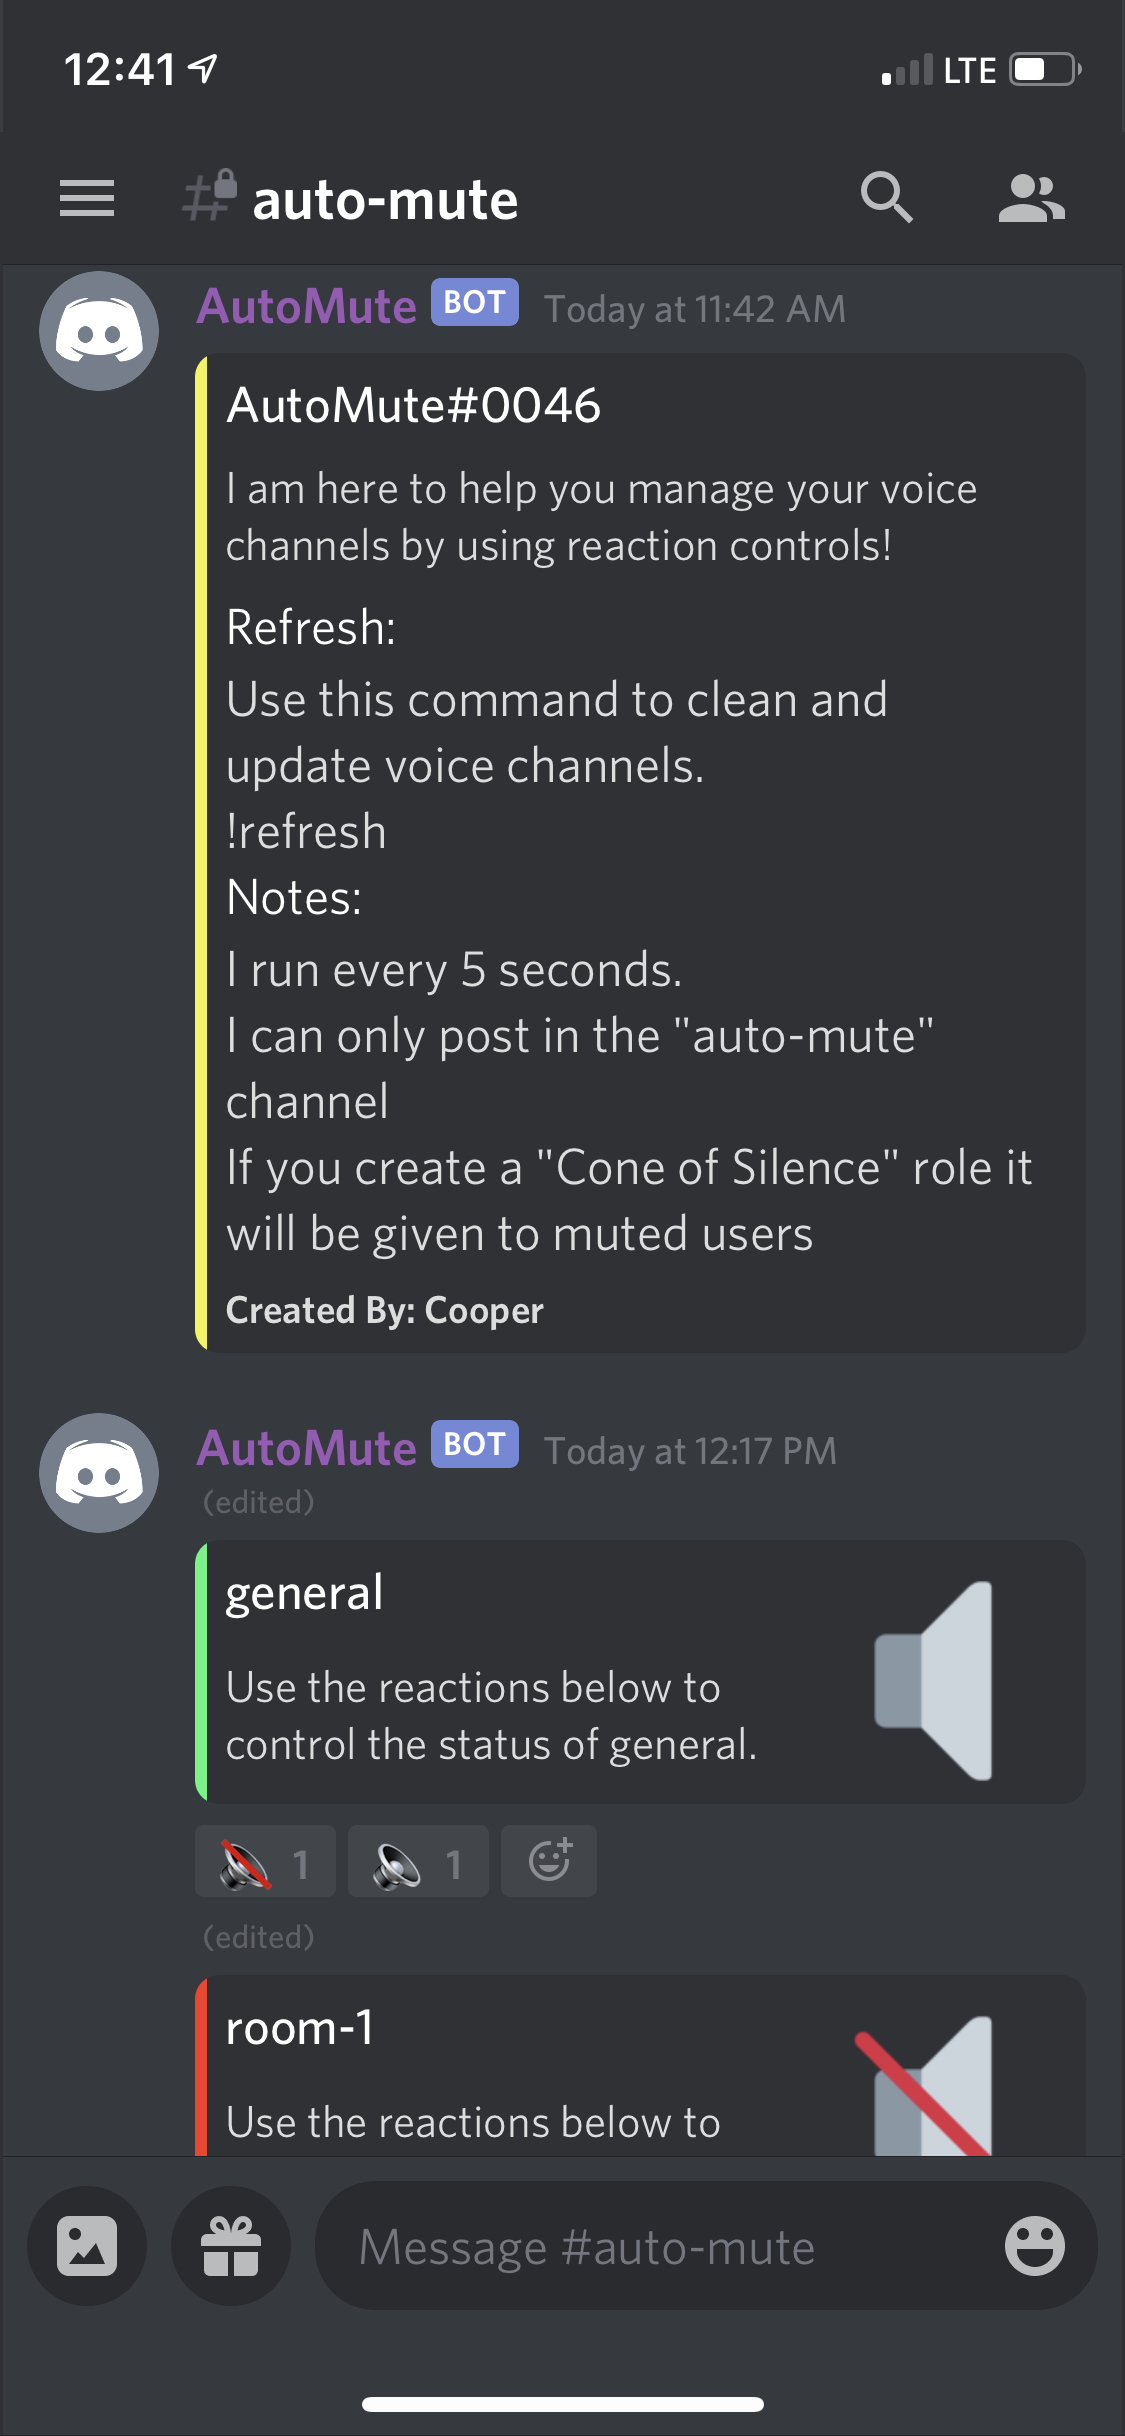 12:41
LTE
# auto-mute
AutoMute BOT Today at 11:42 AM
AutoMute#0046
I am here to help you manage your voice
channels by using reaction controls!
Refresh:
Use this command to clean and
update voice channels.
!refresh
Notes:
I run every 5 seconds.
I can only post in the "auto-mute"
channel
If you create a "Cone of Silence" role it
will be given to muted users
Created By: Cooper
AutoMute BOT Today at 12:17 PM
(edited)
general
Use the reactions below to
control the status of general.
1 1
(edited)
room-1
Use the reactions below to
Message #auto-mute